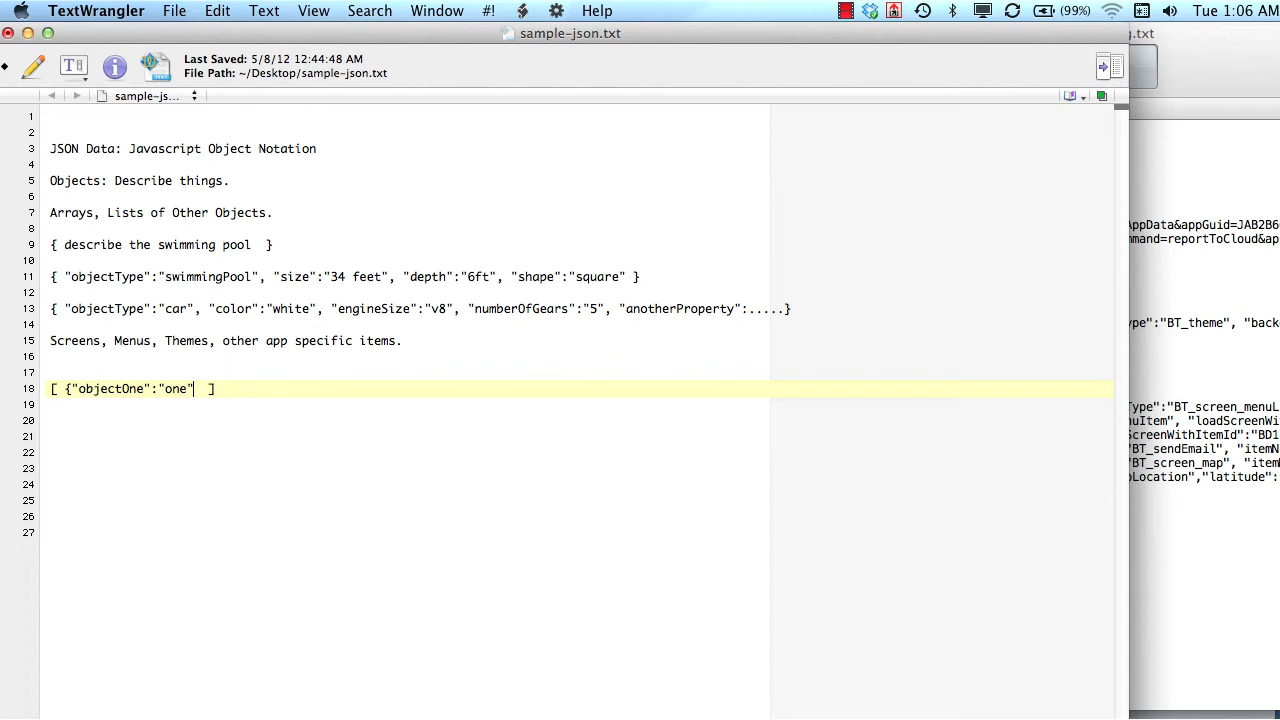 TextWrangler File Edit Text View Search Window #! Help (99%) Tue 1:06 AM
sample-json.txt
g.txt
Last Saved: 5/8/12 12:44:48 AM
File Path: ~/Desktop/sample-json.txt
sample-js...
1
2
3 JSON Data: Javascript Object Notation
4
5 Objects: Describe things.
6
7 Arrays, Lists of Other Objects.
8
9 { describe the swimming pool  }
10
11 { "objectType":"swimmingPool", "size":"34 feet", "depth":"6ft", "shape":"square" }
12
13 { "objectType":"car", "color":"white", "engineSize":"v8", "numberOfGears":"5", "anotherProperty":.....}
14
15 Screens, Menus, Themes, other app specific items.
16
17
18 [ {"objectOne":"one"  ]
19
20
21
22
23
24
25
26
27
AppData&appGuid=JAB2B6
mmand=reportToCloud&ap
ype":"BT_theme", "back
Type":"BT_screen_menuL
nuItem", "loadScreenWi
ScreenWithItemId":"BD1
"BT_sendEmail", "itemN
"BT_screen_map", "item
pLocation","latitude":